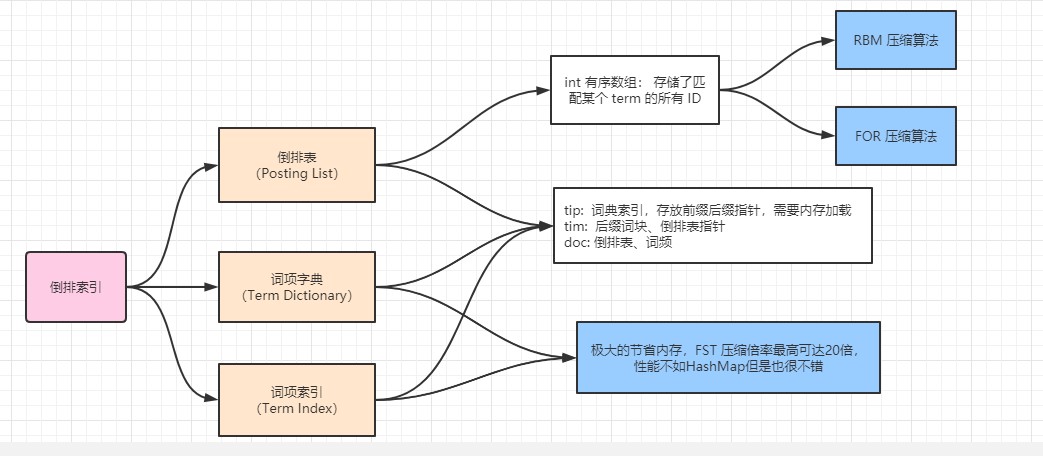 倒排索引
倒排表
（Posting List）
词项字典
（Term Dictionary）
词项索引
（Term Index）
int 有序数组： 存储了匹
配某个 term 的所有 ID
RBM 压缩算法
FOR 压缩算法
tip: 词典索引，存放前缀后缀指针，需要内存加载
tim: 后缀词块、倒排表指针
doc: 倒排表、词频
极大的节省内存，FST 压缩倍率最高可达20倍，
性能不如HashMap但是也很不错